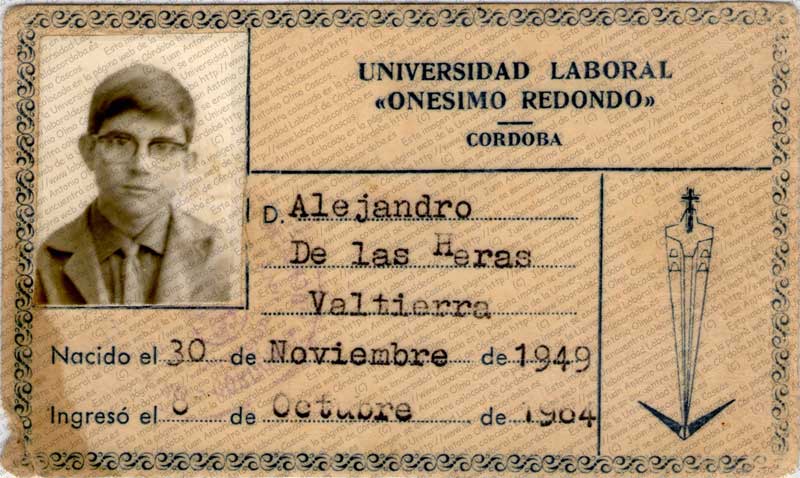 UNIVERSIDAD LABORAL
«ONESIMO REDONDO»
CORDOBA
D. Alejandro
De las Heras
Valtierra
Nacido el 30 de Noviembre de 1949
Ingresó el 8 de Octubre de 1964